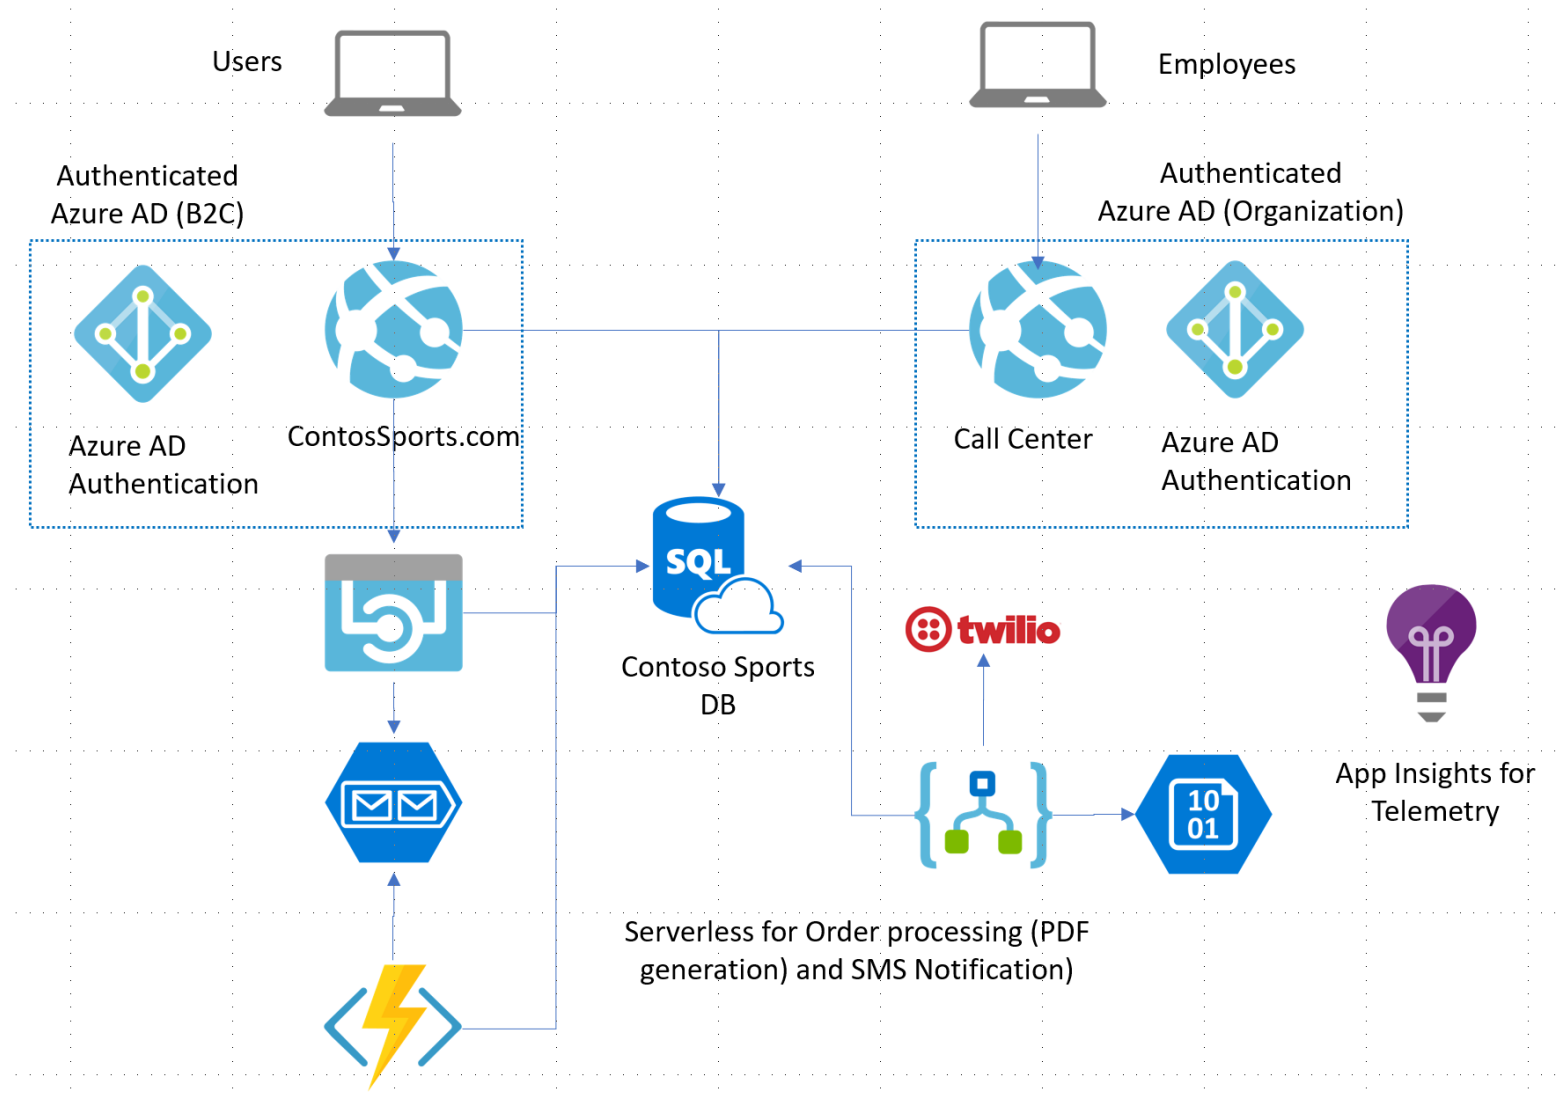 Users
Employees
Authenticated
Azure AD (B2C)
Authenticated
Azure AD (Organization)
ContosSports.com
Azure AD
Authentication
Call Center
Azure AD
Authentication
SQL
Contoso Sports
DB
twilio
10
01
App Insights for
Telemetry
Serverless for Order processing (PDF
generation) and SMS Notification)